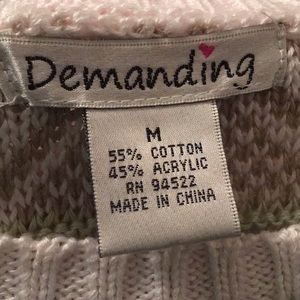 Demanding
M
55% COTTON
45% ACRYLIC
RN 94522
MADE IN CHINA